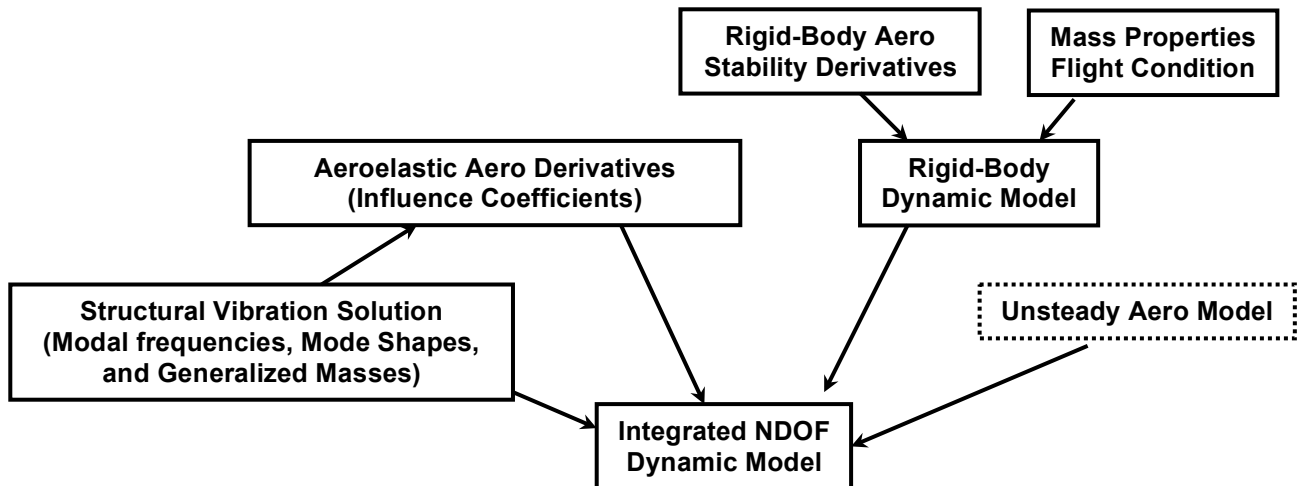 Rigid-Body Aero
Stability Derivatives
Mass Properties
Flight Condition
Aeroelastic Aero Derivatives
(Influence Coefficients)
Rigid-Body
Dynamic Model
Structural Vibration Solution
(Modal frequencies, Mode Shapes,
and Generalized Masses)
Unsteady Aero Model
Integrated NDOF
Dynamic Model